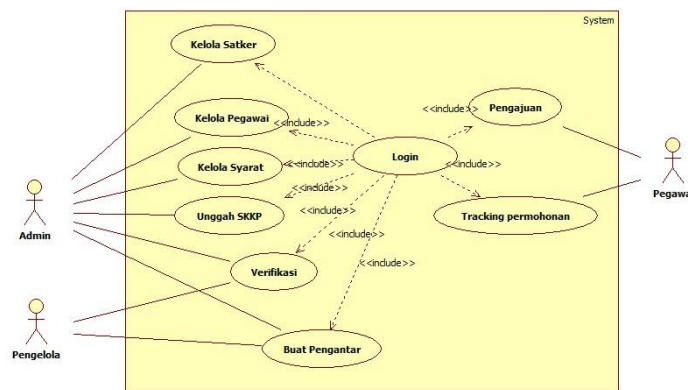 System
Kelola Satker
Kelola Pegawai
<<include>>
<<include>>
Pengajuan
Login
Kelola Syarat
<<include>>
<<include>>
Pegawa
Admin
Unggah SKKP
<<include>>
Tracking permohonan
<<include>>
Verifikasi
<<include>>
Buat Pengantar
Pengelola